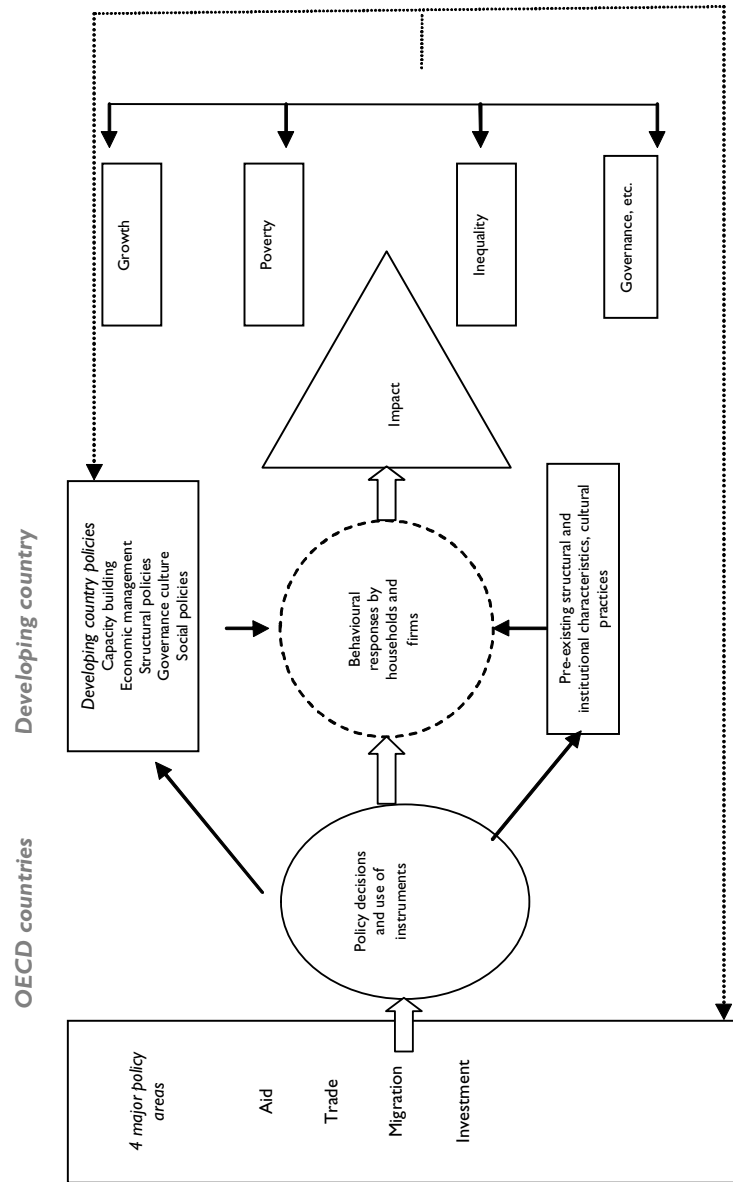 OECD countries
Developing country
4 major policy
areas
Aid
Trade
Migration
Investment
Policy decisions
and use of
instruments
Developing country policies
Capacity building
Economic management
Structural policies
Governance culture
Social policies
Behavioural
responses by
households and
firms
Pre-existing structural and
institutional characteristics, cultural
practices
Impact
Growth
Poverty
Inequality
Governance, etc.